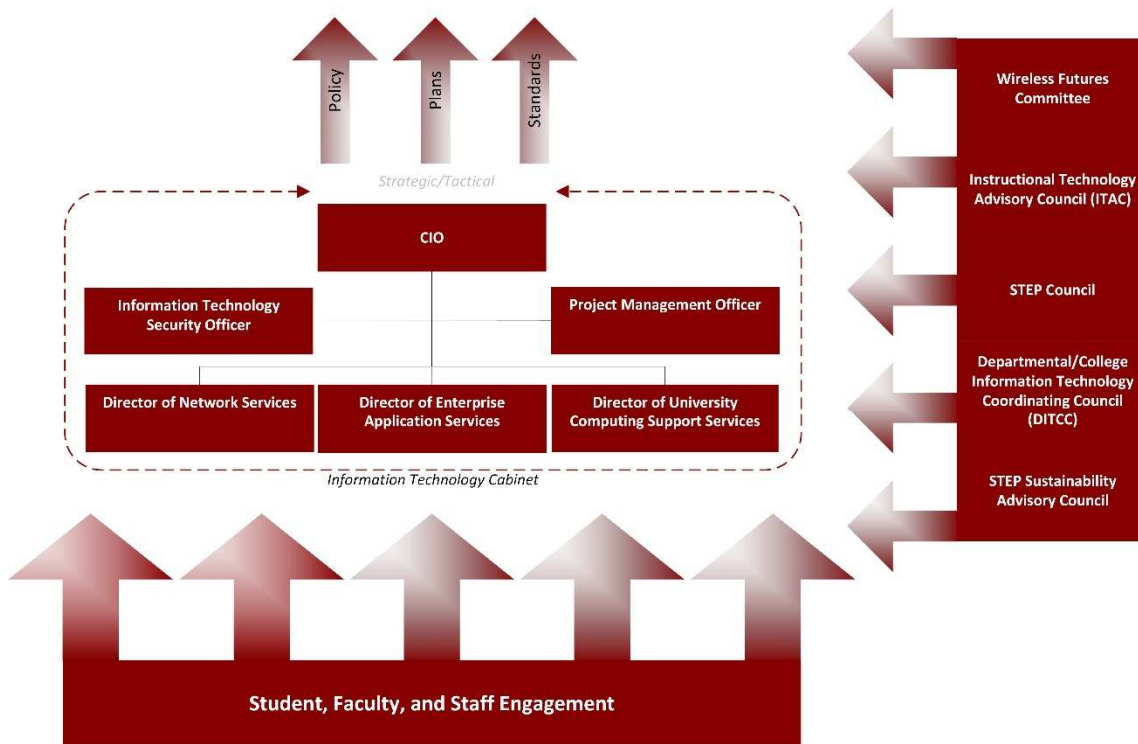 Policy
Plans
Standards
Strategic/Tactical
CIO
Information Technology
Security Officer
Project Management Officer
Director of Network Services
Director of Enterprise
Application Services
Director of University
Computing Support Services
Information Technology Cabinet
Wireless Futures
Committee
Instructional Technology
Advisory Council (ITAC)
STEP Council
Departmental/College
Information Technology
Coordinating Council
(DITCC)
STEP Sustainability
Advisory Council
Student, Faculty, and Staff Engagement